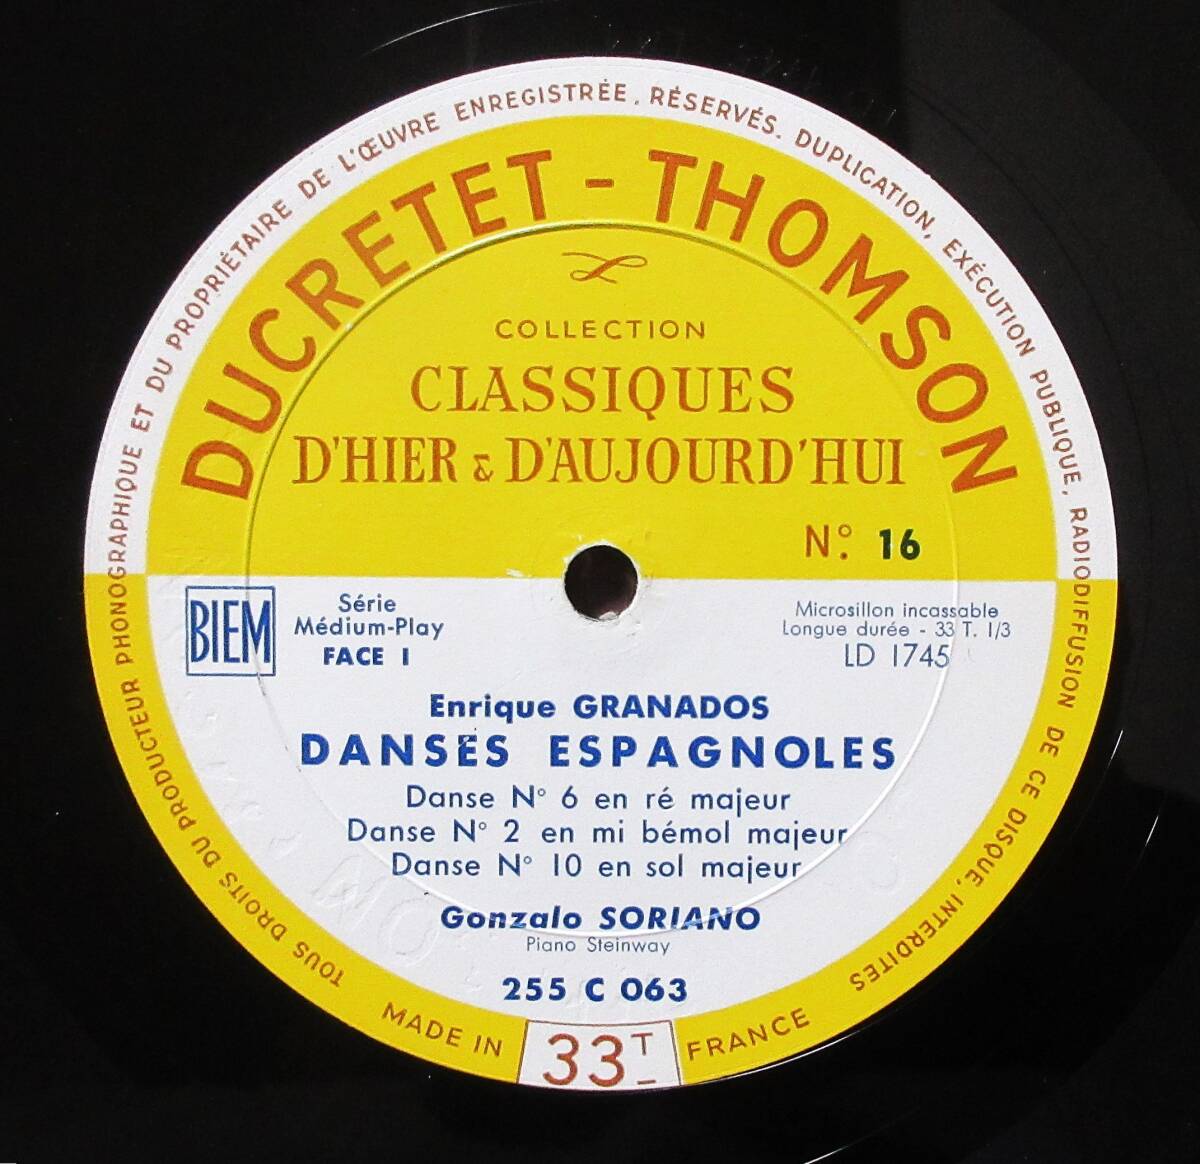 TOUS DROITS DU PRODUCTEUR PHONOGRAPHIQUE ET DU PROPRIÉTAIRE DE L'ŒUVRE ENREGISTRÉE. RÉSERVÉS. DUPLICATION, EXÉCUTION PUBLIQUE, RADIODIFFUSION DE CE DISQUE, INTERDITES
DUCRETET - THOMSON
COLLECTION
CLASSIQUES
D'HIER & D'AUJOURD'HUI
N°. 16
BIEM
Série
Médium-Play
FACE 1
Microsillon incassable
Longue durée - 33 T. 1/3
LD 1745
Enrique GRANADOS
DANSES ESPAGNOLES
Danse N° 6 en ré majeur
Danse N° 2 en mi bémol majeur
Danse N° 10 en sol majeur
Gonzalo SORIANO
Piano Steinway
255 C 063
MADE IN FRANCE
33T